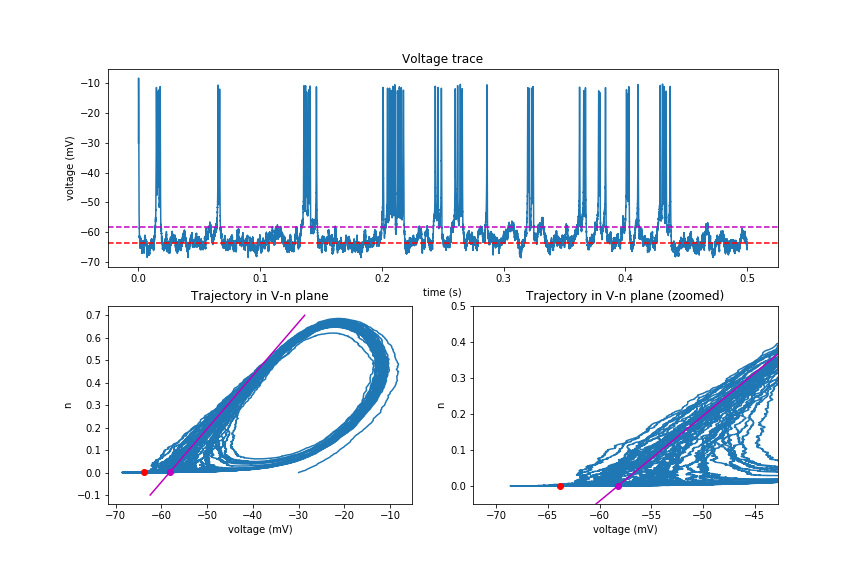 Voltage trace
voltage (mV)
−10
−20
−30
−40
−50
−60
−70
0.0 0.1 0.2 0.3 0.4 0.5
time (s)
Trajectory in V-n plane
n
0.7
0.6
0.5
0.4
0.3
0.2
0.1
0.0
−0.1
−70 −60 −50 −40 −30 −20 −10
voltage (mV)
Trajectory in V-n plane (zoomed)
n
0.5
0.4
0.3
0.2
0.1
0.0
−70 −65 −60 −55 −50 −45
voltage (mV)